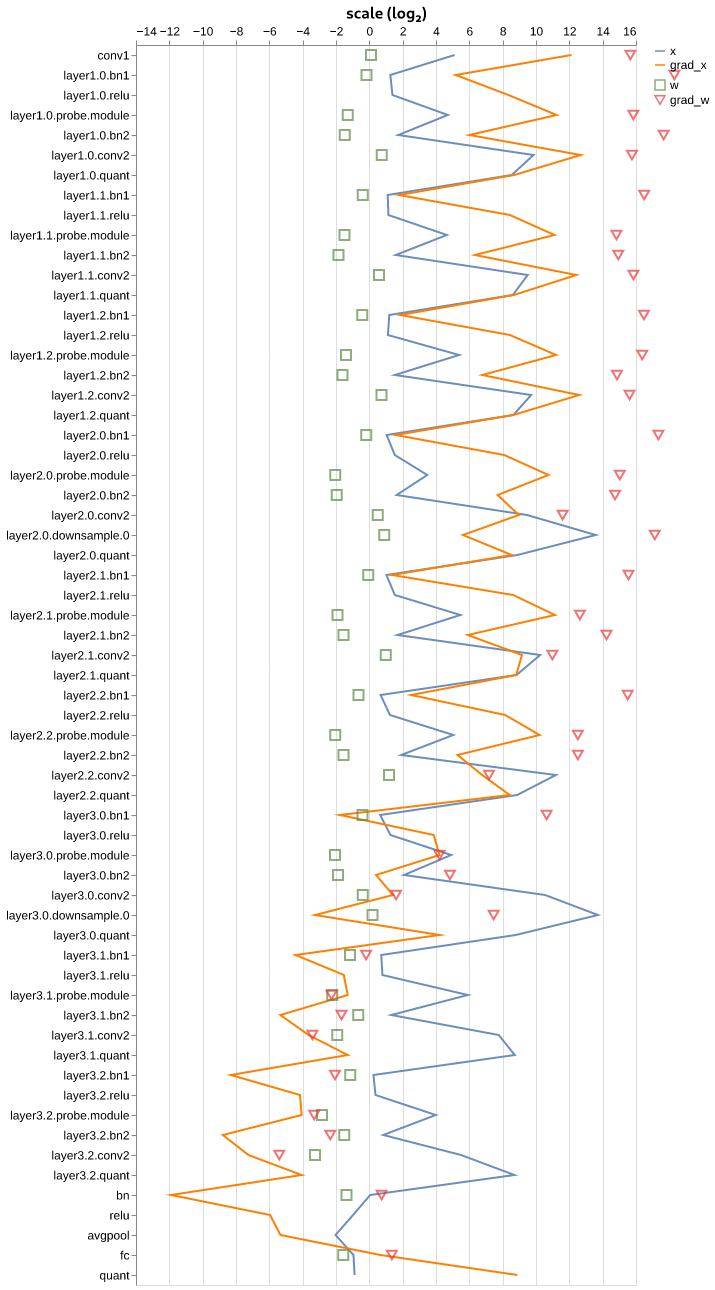 scale (log₂)
−14 −12 −10 −8 −6 −4 −2 0 2 4 6 8 10 12 14 16
x
grad_x
w
grad_w
conv1
layer1.0.bn1
layer1.0.relu
layer1.0.probe.module
layer1.0.bn2
layer1.0.conv2
layer1.0.quant
layer1.1.bn1
layer1.1.relu
layer1.1.probe.module
layer1.1.bn2
layer1.1.conv2
layer1.1.quant
layer1.2.bn1
layer1.2.relu
layer1.2.probe.module
layer1.2.bn2
layer1.2.conv2
layer1.2.quant
layer2.0.bn1
layer2.0.relu
layer2.0.probe.module
layer2.0.bn2
layer2.0.conv2
layer2.0.downsample.0
layer2.0.quant
layer2.1.bn1
layer2.1.relu
layer2.1.probe.module
layer2.1.bn2
layer2.1.conv2
layer2.1.quant
layer2.2.bn1
layer2.2.relu
layer2.2.probe.module
layer2.2.bn2
layer2.2.conv2
layer2.2.quant
layer3.0.bn1
layer3.0.relu
layer3.0.probe.module
layer3.0.bn2
layer3.0.conv2
layer3.0.downsample.0
layer3.0.quant
layer3.1.bn1
layer3.1.relu
layer3.1.probe.module
layer3.1.bn2
layer3.1.conv2
layer3.1.quant
layer3.2.bn1
layer3.2.relu
layer3.2.probe.module
layer3.2.bn2
layer3.2.conv2
layer3.2.quant
bn
relu
avgpool
fc
quant